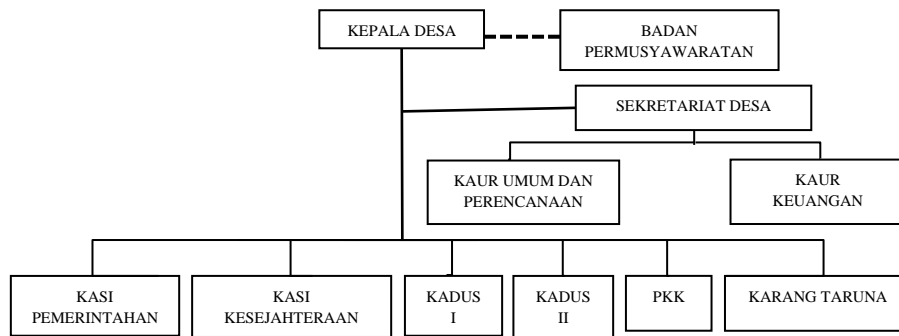 KEPALA DESA
BADAN
PERMUSYAWARATAN
SEKRETARIAT DESA
KAUR UMUM DAN
PERENCANAAN
KAUR
KEUANGAN
KASI
PEMERINTAHAN
KASI
KESEJAHTERAAN
KADUS
I
KADUS
II
PKK
KARANG TARUNA